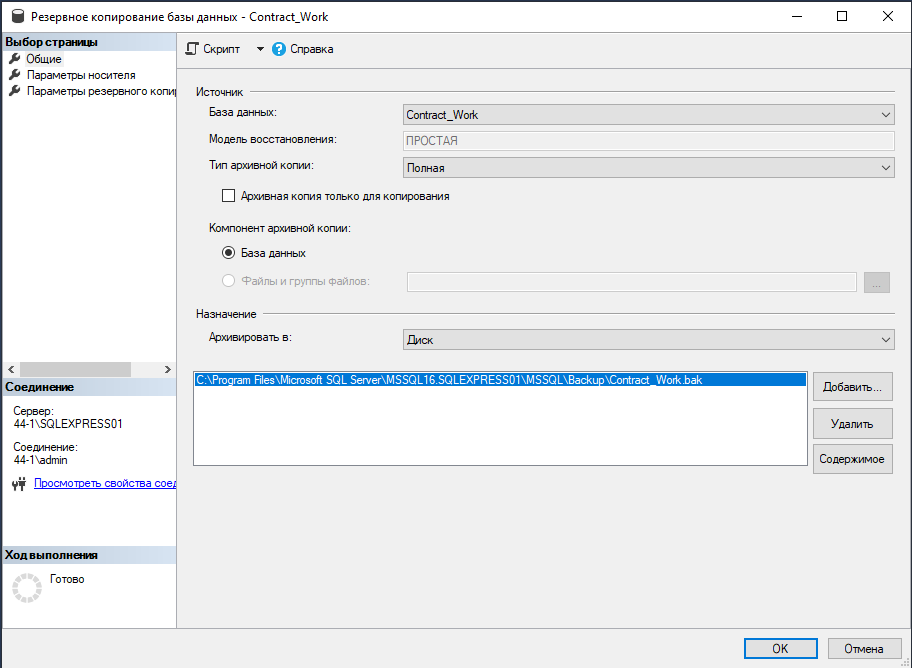 Резервное копирование базы данных - Contract_Work
Выбор страницы
Общие
Параметры носителя
Параметры резервного копир
Скрипт
Справка
Источник
База данных:
Contract_Work
Модель восстановления:
ПРОСТАЯ
Тип архивной копии:
Полная
Архивная копия только для копирования
Компонент архивной копии:
База данных
Файлы и группы файлов:
...
Назначение
Архивировать в:
Диск
C:\Program Files\Microsoft SQL Server\MSSQL16.SQLEXPRESS01\MSSQL\Backup\Contract_Work.bak
Добавить...
Удалить
Содержимое
Соединение
Сервер:
44-1\SQLEXPRESS01
Соединение:
44-1\admin
Просмотреть свойства соед
Ход выполнения
Готово
OK
Отмена